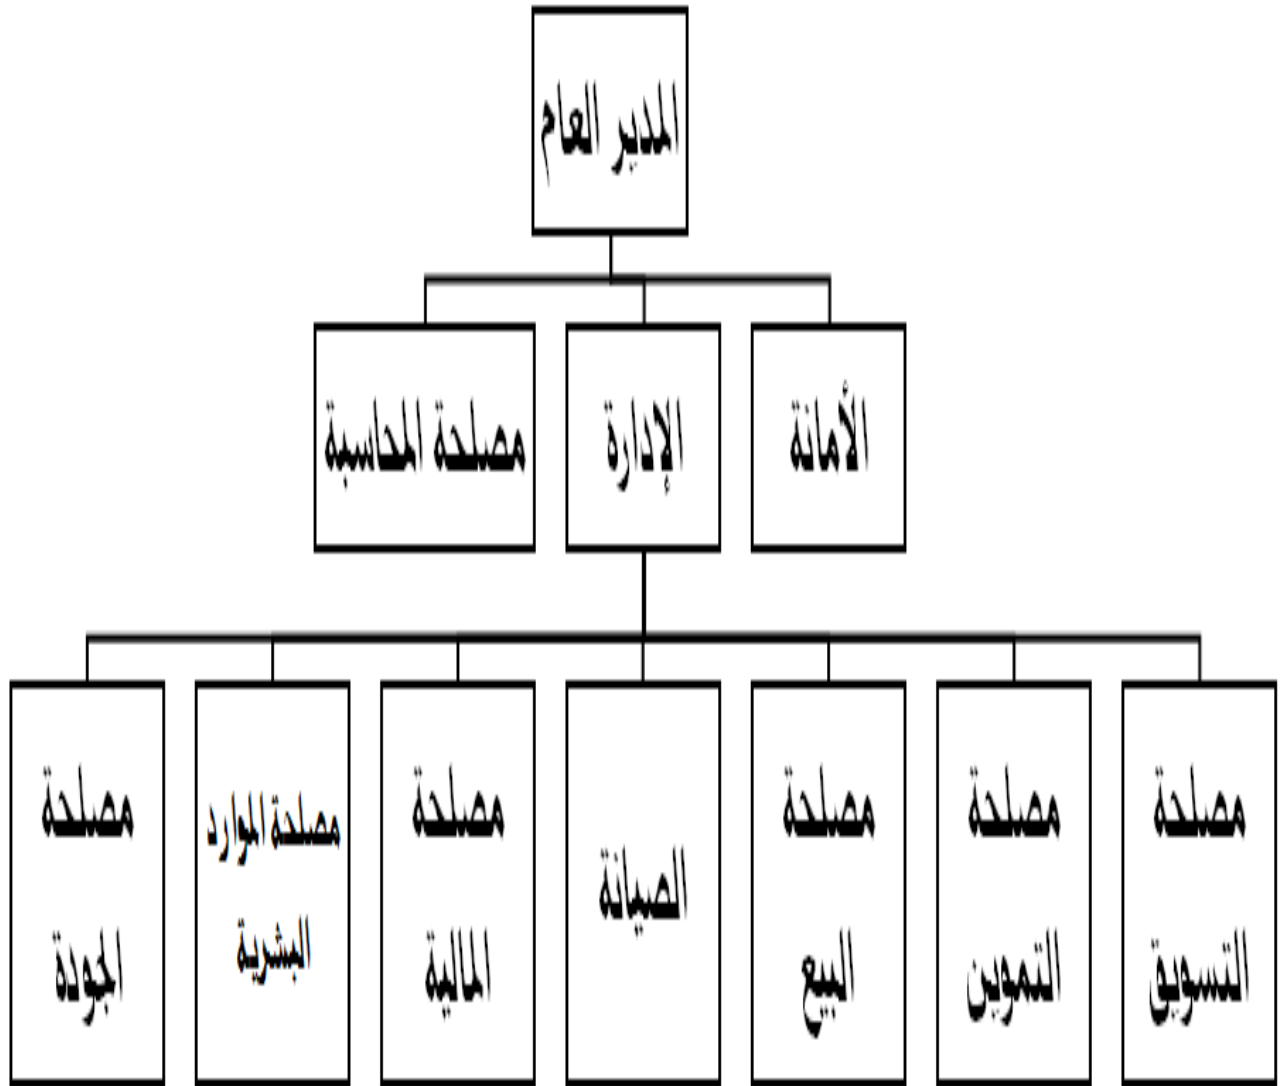 المدير العام
الأمانة
الإدارة
مصلحة المحاسبة
مصلحة
التسويق
مصلحة
التموين
مصلحة
البيع
الصيانة
مصلحة
المالية
مصلحة الموارد
البشرية
مصلحة
الجودة